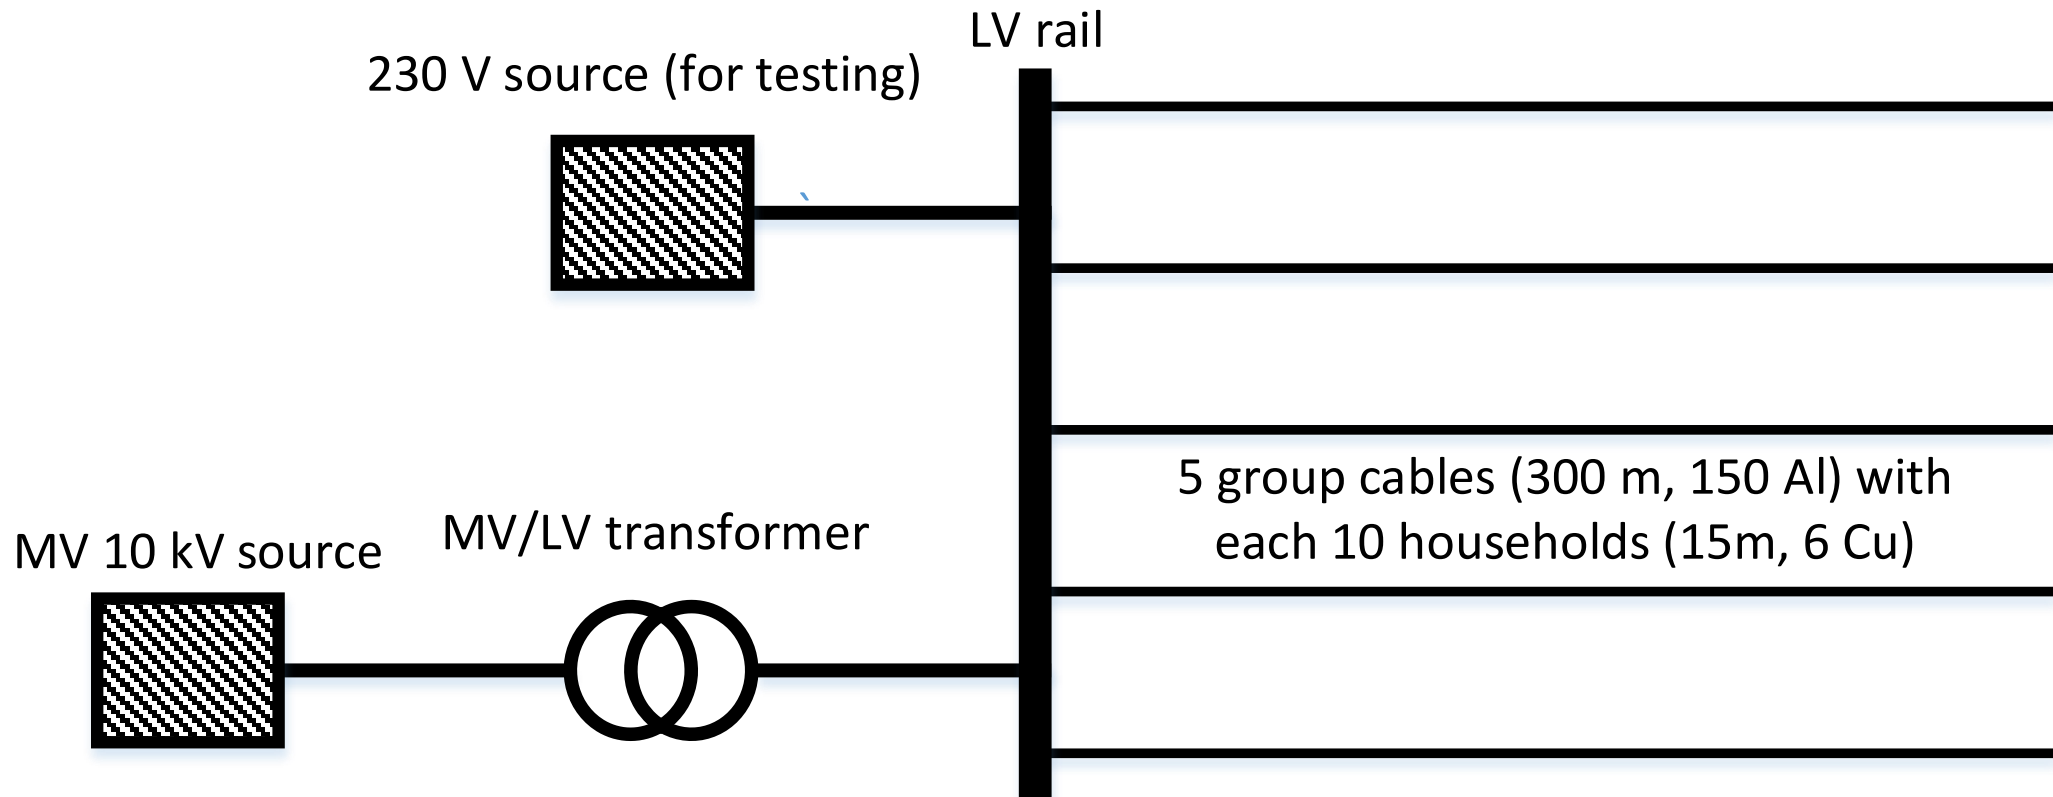 LV rail
230 V source (for testing)
5 group cables (300 m, 150 Al) with
each 10 households (15m, 6 Cu)
MV/LV transformer
MV 10 kV source